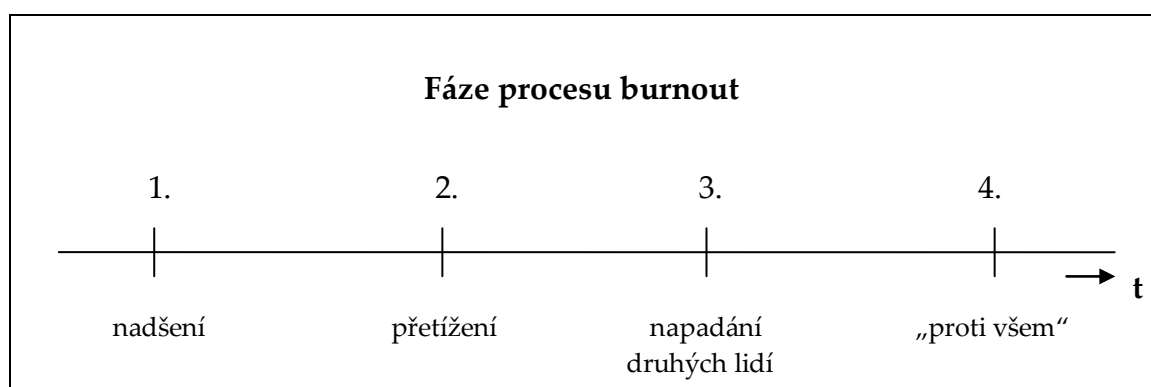 Fáze procesu burnout
1. 2. 3. 4.
t
nadšení přetížení napadání „proti všem“
druhých lidí